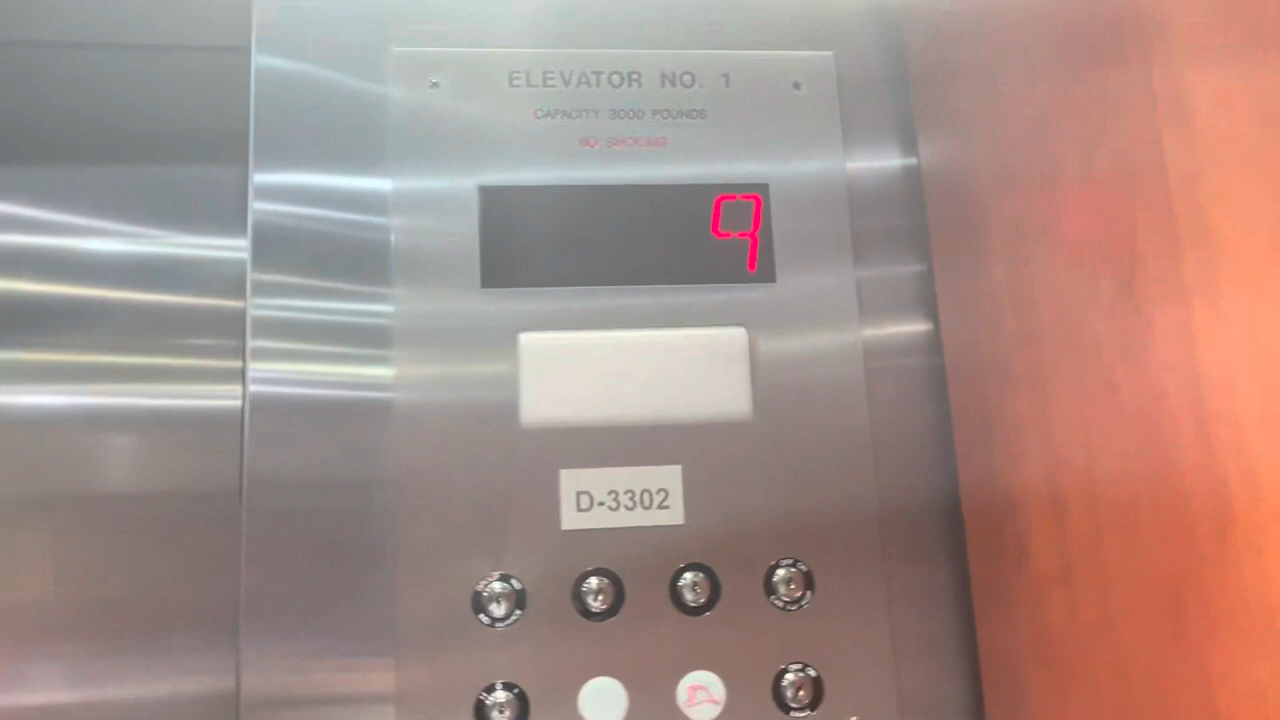 ELEVATOR NO. 1
CAPACITY 3000 POUNDS
NO SMOKING
9
D-3302